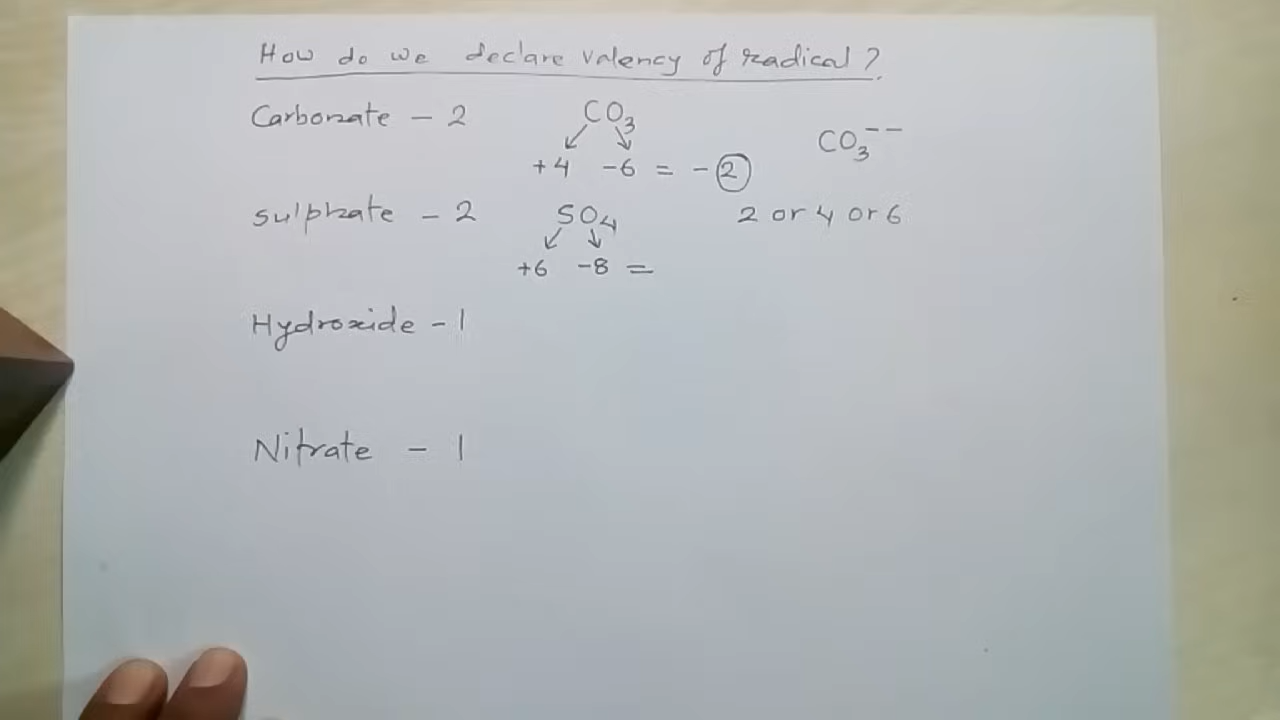 How do we declare valency of radical?
Carbonate - 2 CO3 CO3--
+4 -6 = -2
Sulphate - 2 SO4 2 or 4 or 6
+6 -8 =
Hydroxide - 1
Nitrate - 1